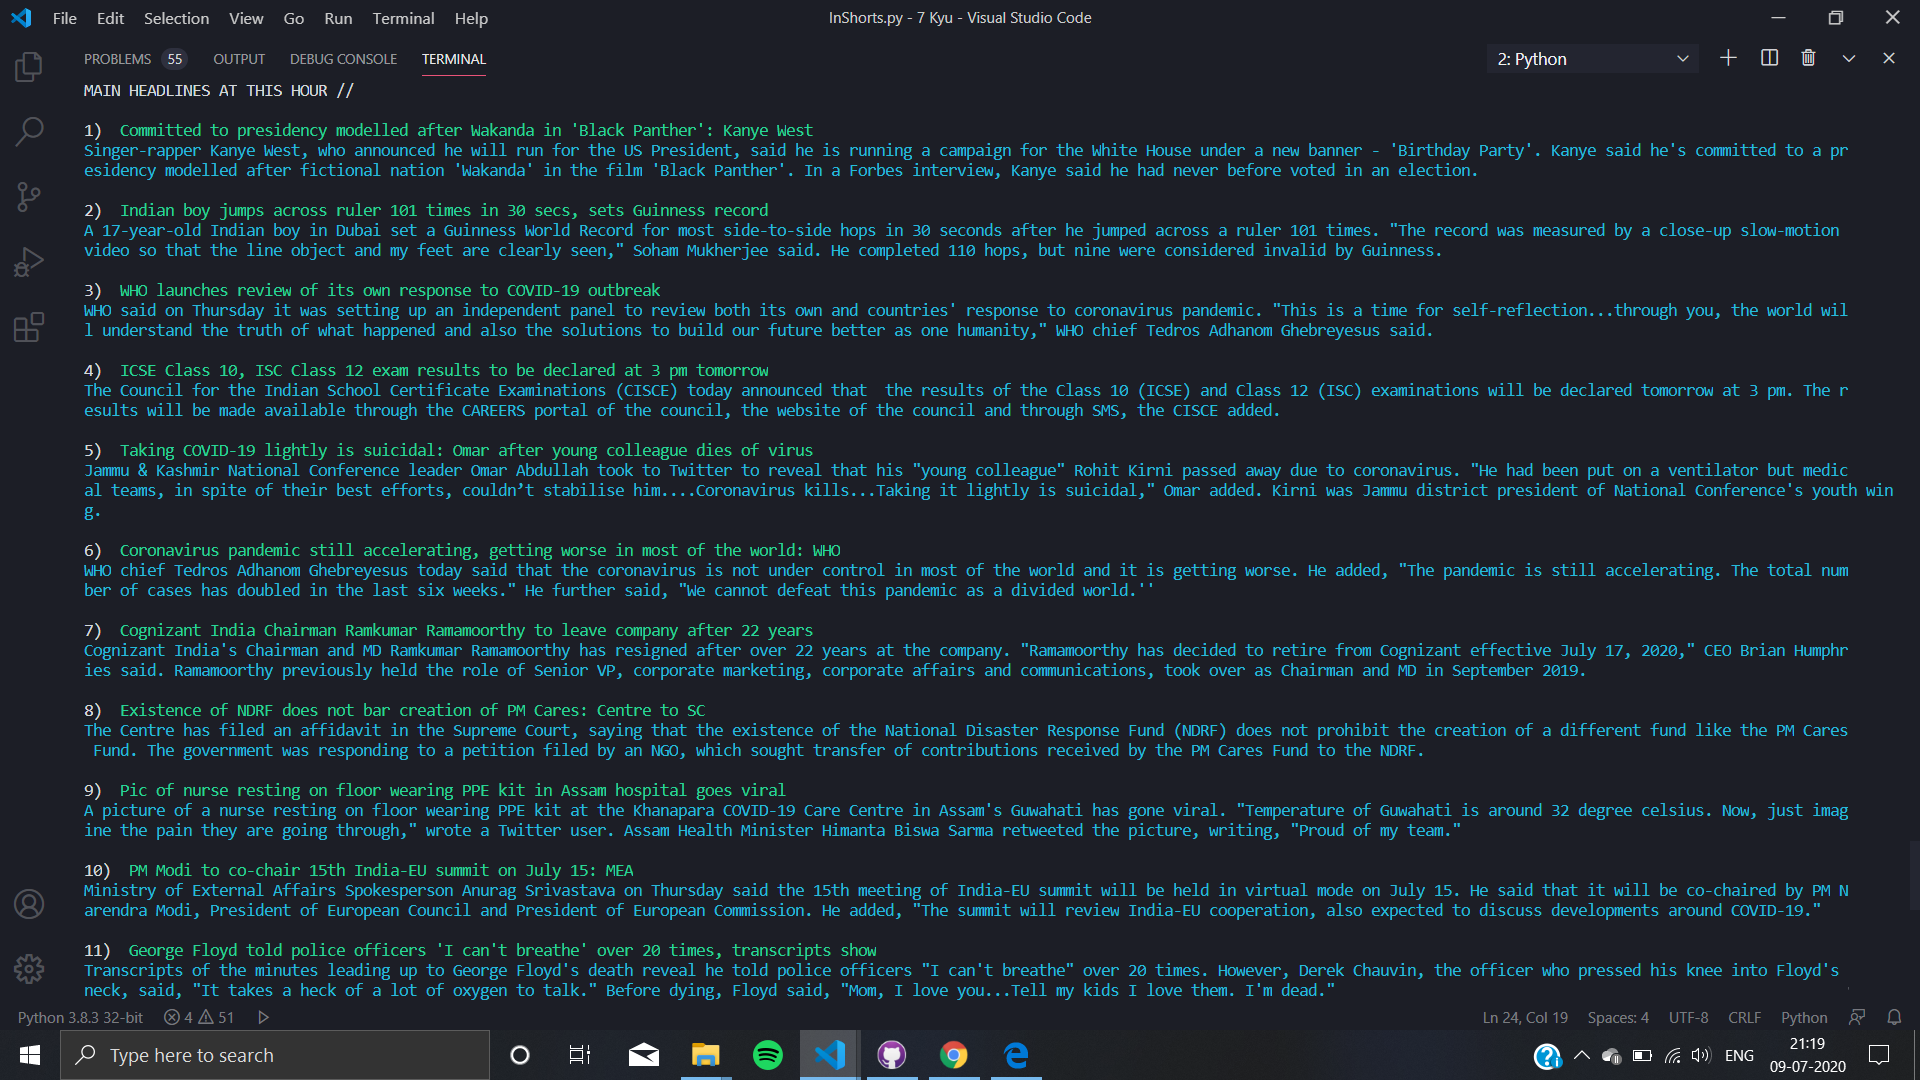 File Edit Selection View Go Run Terminal Help
InShorts.py - 7 Kyu - Visual Studio Code
PROBLEMS 55 OUTPUT DEBUG CONSOLE TERMINAL
2: Python
MAIN HEADLINES AT THIS HOUR //
1) Committed to presidency modelled after Wakanda in 'Black Panther': Kanye West
Singer-rapper Kanye West, who announced he will run for the US President, said he is running a campaign for the White House under a new banner - 'Birthday Party'. Kanye said he's committed to a pr
esidency modelled after fictional nation 'Wakanda' in the film 'Black Panther'. In a Forbes interview, Kanye said he had never before voted in an election.
2) Indian boy jumps across ruler 101 times in 30 secs, sets Guinness record
A 17-year-old Indian boy in Dubai set a Guinness World Record for most side-to-side hops in 30 seconds after he jumped across a ruler 101 times. "The record was measured by a close-up slow-motion
video so that the line object and my feet are clearly seen," Soham Mukherjee said. He completed 110 hops, but nine were considered invalid by Guinness.
3) WHO launches review of its own response to COVID-19 outbreak
WHO said on Thursday it was setting up an independent panel to review both its own and countries' response to coronavirus pandemic. "This is a time for self-reflection...through you, the world wil
l understand the truth of what happened and also the solutions to build our future better as one humanity," WHO chief Tedros Adhanom Ghebreyesus said.
4) ICSE Class 10, ISC Class 12 exam results to be declared at 3 pm tomorrow
The Council for the Indian School Certificate Examinations (CISCE) today announced that  the results of the Class 10 (ICSE) and Class 12 (ISC) examinations will be declared tomorrow at 3 pm. The r
esults will be made available through the CAREERS portal of the council, the website of the council and through SMS, the CISCE added.
5) Taking COVID-19 lightly is suicidal: Omar after young colleague dies of virus
Jammu & Kashmir National Conference leader Omar Abdullah took to Twitter to reveal that his "young colleague" Rohit Kirni passed away due to coronavirus. "He had been put on a ventilator but medic
al teams, in spite of their best efforts, couldn’t stabilise him....Coronavirus kills...Taking it lightly is suicidal," Omar added. Kirni was Jammu district president of National Conference's youth win
g.
6) Coronavirus pandemic still accelerating, getting worse in most of the world: WHO
WHO chief Tedros Adhanom Ghebreyesus today said that the coronavirus is not under control in most of the world and it is getting worse. He added, "The pandemic is still accelerating. The total num
ber of cases has doubled in the last six weeks." He further said, "We cannot defeat this pandemic as a divided world.''
7) Cognizant India Chairman Ramkumar Ramamoorthy to leave company after 22 years
Cognizant India's Chairman and MD Ramkumar Ramamoorthy has resigned after over 22 years at the company. "Ramamoorthy has decided to retire from Cognizant effective July 17, 2020," CEO Brian Humphr
ies said. Ramamoorthy previously held the role of Senior VP, corporate marketing, corporate affairs and communications, took over as Chairman and MD in September 2019.
8) Existence of NDRF does not bar creation of PM Cares: Centre to SC
The Centre has filed an affidavit in the Supreme Court, saying that the existence of the National Disaster Response Fund (NDRF) does not prohibit the creation of a different fund like the PM Cares
Fund. The government was responding to a petition filed by an NGO, which sought transfer of contributions received by the PM Cares Fund to the NDRF.
9) Pic of nurse resting on floor wearing PPE kit in Assam hospital goes viral
A picture of a nurse resting on floor wearing PPE kit at the Khanapara COVID-19 Care Centre in Assam's Guwahati has gone viral. "Temperature of Guwahati is around 32 degree celsius. Now, just imag
ine the pain they are going through," wrote a Twitter user. Assam Health Minister Himanta Biswa Sarma retweeted the picture, writing, "Proud of my team."
10) PM Modi to co-chair 15th India-EU summit on July 15: MEA
Ministry of External Affairs Spokesperson Anurag Srivastava on Thursday said the 15th meeting of India-EU summit will be held in virtual mode on July 15. He said that it will be co-chaired by PM N
arendra Modi, President of European Council and President of European Commission. He added, "The summit will review India-EU cooperation, also expected to discuss developments around COVID-19."
11) George Floyd told police officers 'I can't breathe' over 20 times, transcripts show
Transcripts of the minutes leading up to George Floyd's death reveal he told police officers "I can't breathe" over 20 times. However, Derek Chauvin, the officer who pressed his knee into Floyd's
neck, said, "It takes a heck of a lot of oxygen to talk." Before dying, Floyd said, "Mom, I love you...Tell my kids I love them. I'm dead."
Python 3.8.3 32-bit 4 51 Ln 24, Col 19 Spaces: 4 UTF-8 CRLF Python
Type here to search
ENG
21:19
09-07-2020